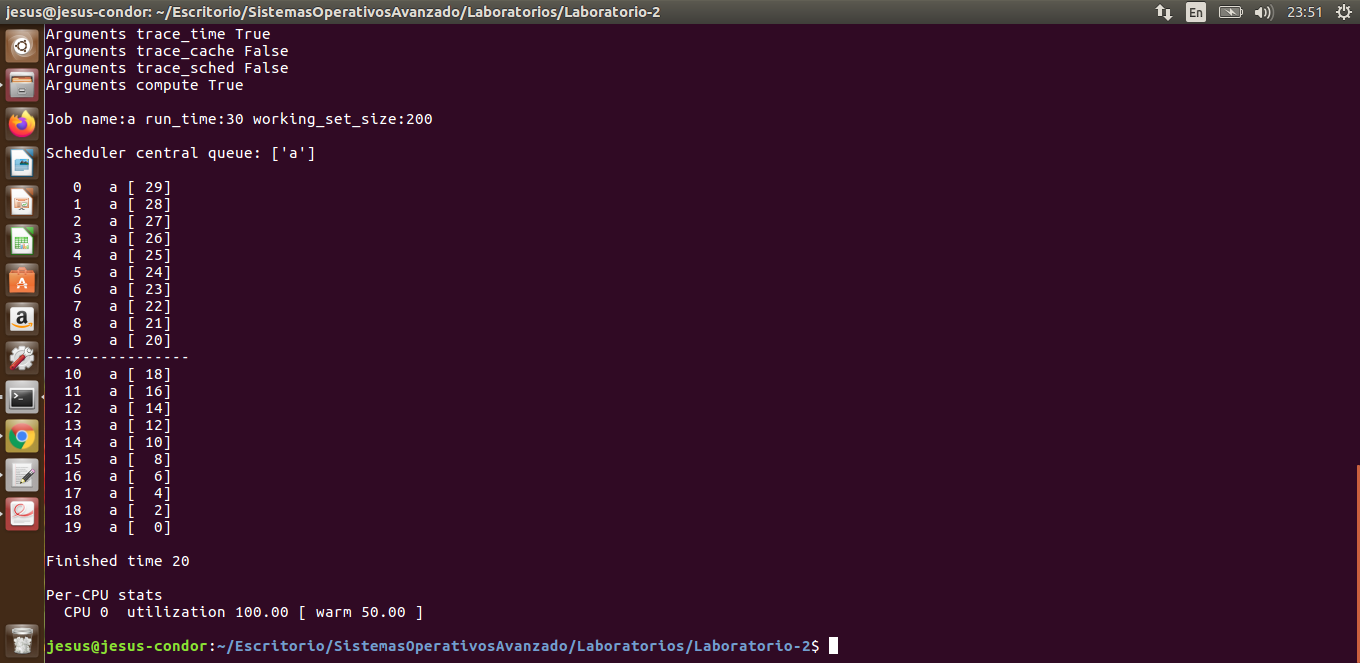 jesus@jesus-condor: ~/Escritorio/SistemasOperativosAvanzado/Laboratorios/Laboratorio-2 En 23:51
Arguments trace_time True
Arguments trace_cache False
Arguments trace_sched False
Arguments compute True
Job name:a run_time:30 working_set_size:200
Scheduler central queue: ['a']
0 a [ 29]
1 a [ 28]
2 a [ 27]
3 a [ 26]
4 a [ 25]
5 a [ 24]
6 a [ 23]
7 a [ 22]
8 a [ 21]
9 a [ 20]
----------------
10 a [ 18]
11 a [ 16]
12 a [ 14]
13 a [ 12]
14 a [ 10]
15 a [ 8]
16 a [ 6]
17 a [ 4]
18 a [ 2]
19 a [ 0]
Finished time 20
Per-CPU stats
CPU 0 utilization 100.00 [ warm 50.00 ]
jesus@jesus-condor:~/Escritorio/SistemasOperativosAvanzado/Laboratorios/Laboratorio-2$